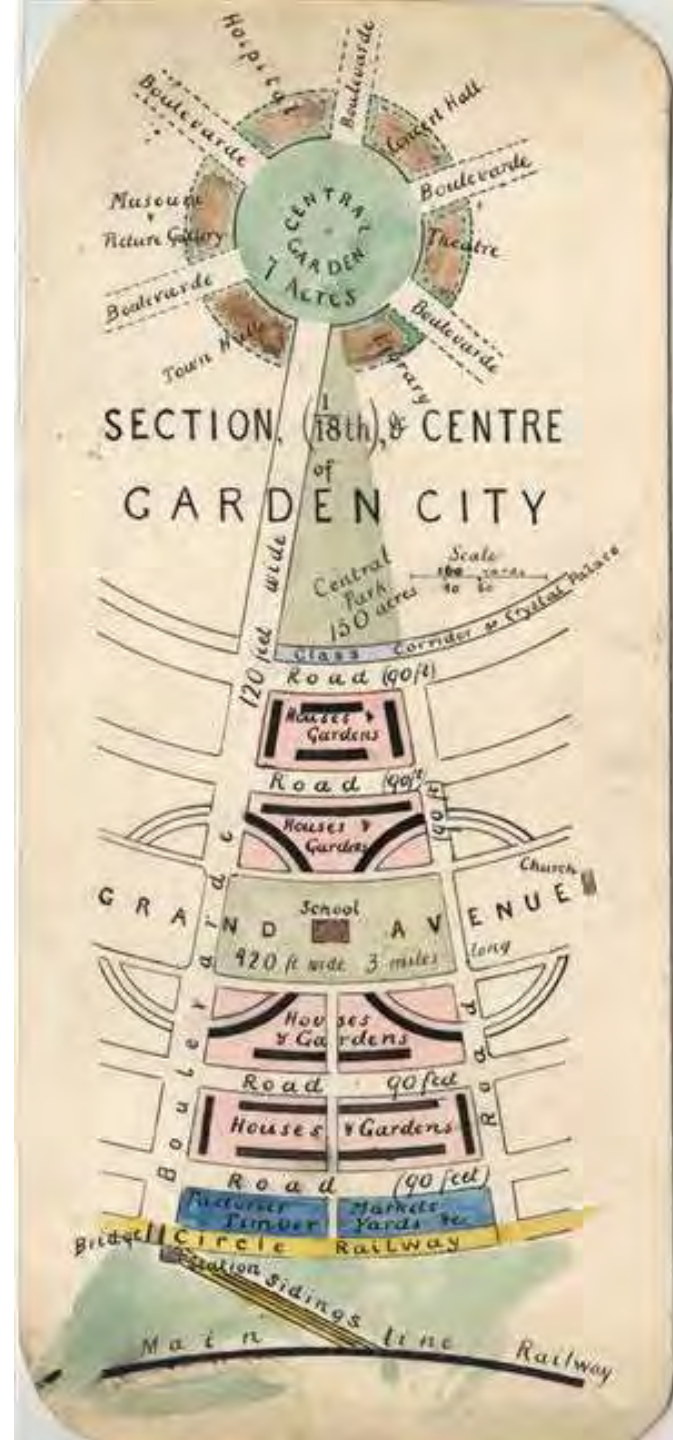 Hospital
Boulevarde
Concert Hall
Boulevarde
Boulevarde
Museum
&
Picture Gallery
CENTRAL
GARDEN
7 ACRES
Theatre
Boulevarde
Boulevarde
Town Hall
Library
SECTION, (1/18th), & CENTRE
of
GARDEN CITY
Scale
yards
Central
Park
150 acres
Glass Corridor or Crystal Palace
120 feet wide
Road (90ft)
Houses &
Gardens
Road (90ft)
90 ft
Houses &
Gardens
Church
GRAND AVENUE
School
420 ft wide 3 miles long
Boulevarde
Houses
& Gardens
Road
Road 90 feet
Houses & Gardens
Road (90 feet)
Markets
Timber Yards &c
Bridge
Circle Railway
Station Sidings
Main line Railway